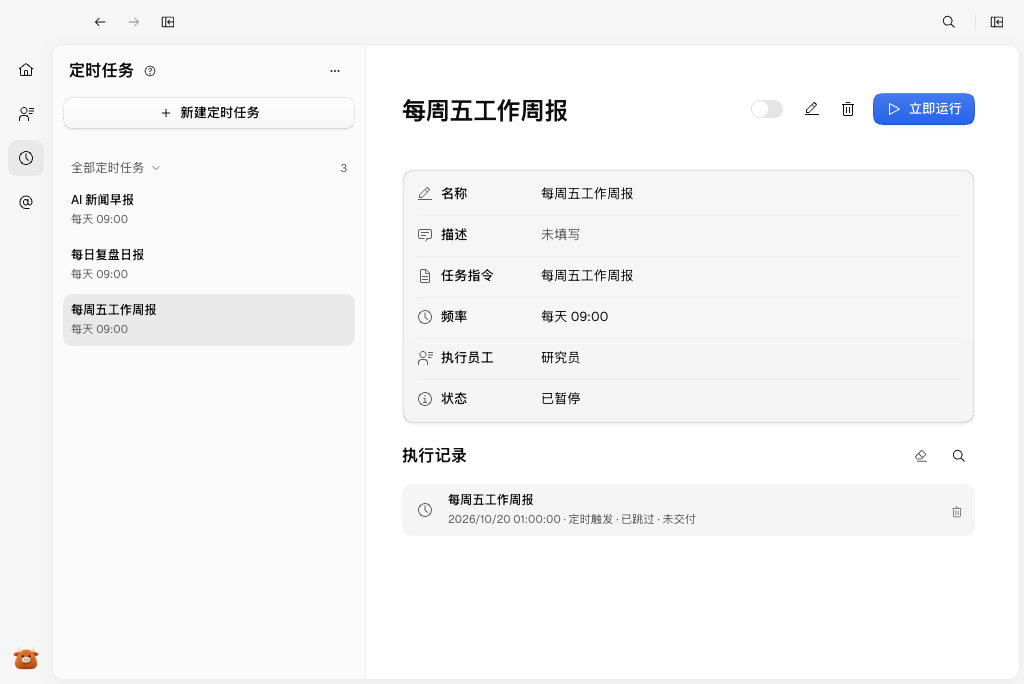 定时任务
新建定时任务
全部定时任务 3
AI 新闻早报
每天 09:00
每日复盘日报
每天 09:00
每周五工作周报
每天 09:00
每周五工作周报
立即运行
名称 每周五工作周报
描述 未填写
任务指令 每周五工作周报
频率 每天 09:00
执行员工 研究员
状态 已暂停
执行记录
每周五工作周报
2026/10/20 01:00:00 · 定时触发 · 已跳过 · 未交付